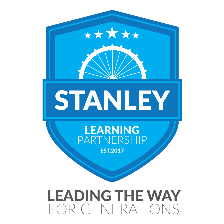 STANLEY
LEARNING
PARTNERSHIP
EST.2017
LEADING THE WAY
FOR GENERATIONS